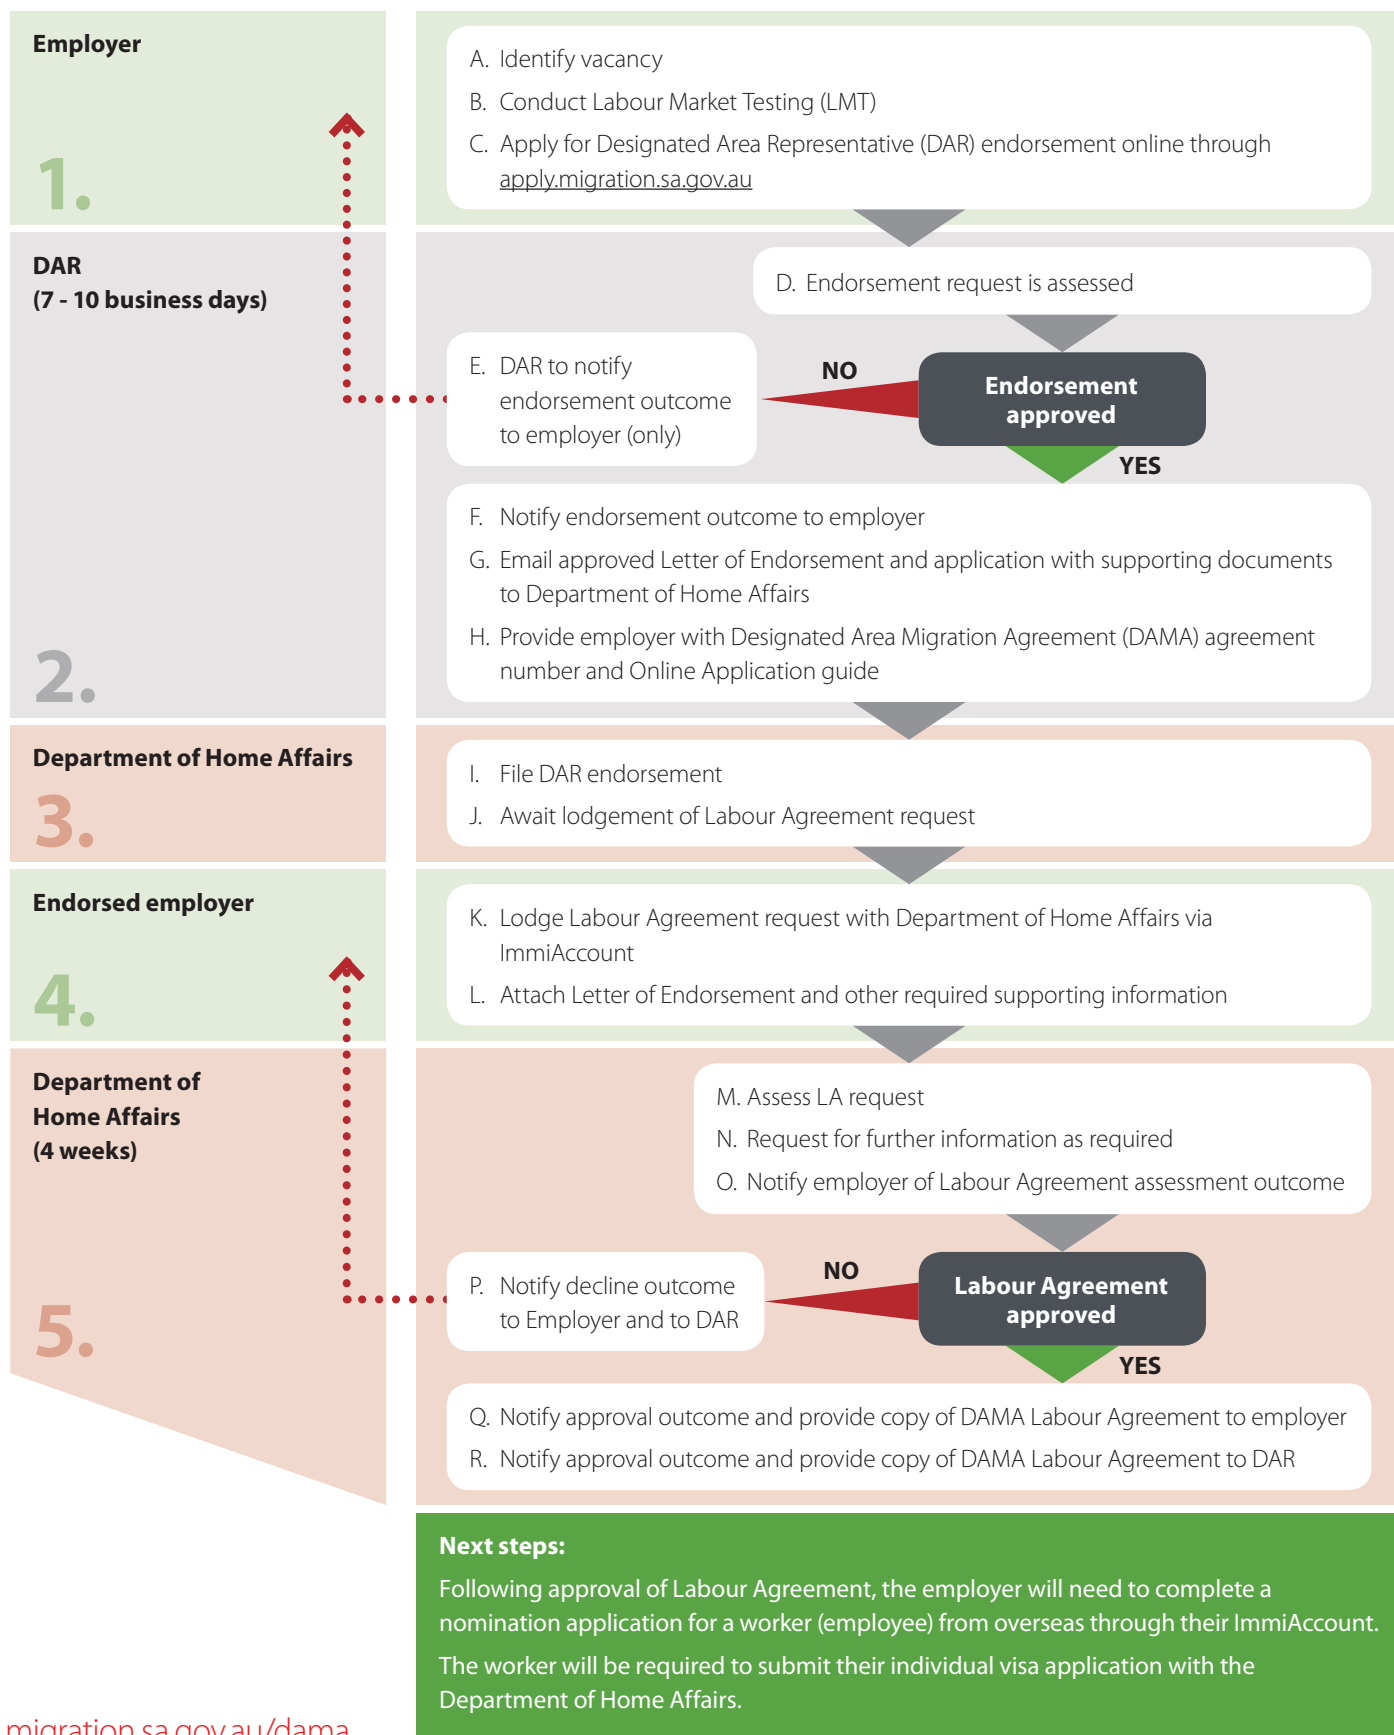 Employer
1.
A. Identify vacancy
B. Conduct Labour Market Testing (LMT)
C. Apply for Designated Area Representative (DAR) endorsement online through
apply.migration.sa.gov.au
DAR
(7 - 10 business days)
2.
D. Endorsement request is assessed
Endorsement
approved
NO
E. DAR to notify
endorsement outcome
to employer (only)
YES
F. Notify endorsement outcome to employer
G. Email approved Letter of Endorsement and application with supporting documents
to Department of Home Affairs
H. Provide employer with Designated Area Migration Agreement (DAMA) agreement
number and Online Application guide
Department of Home Affairs
3.
I. File DAR endorsement
J. Await lodgement of Labour Agreement request
Endorsed employer
4.
K. Lodge Labour Agreement request with Department of Home Affairs via
ImmiAccount
L. Attach Letter of Endorsement and other required supporting information
Department of
Home Affairs
(4 weeks)
5.
M. Assess LA request
N. Request for further information as required
O. Notify employer of Labour Agreement assessment outcome
Labour Agreement
approved
NO
P. Notify decline outcome
to Employer and to DAR
YES
Q. Notify approval outcome and provide copy of DAMA Labour Agreement to employer
R. Notify approval outcome and provide copy of DAMA Labour Agreement to DAR
Next steps:
Following approval of Labour Agreement, the employer will need to complete a
nomination application for a worker (employee) from overseas through their ImmiAccount.
The worker will be required to submit their individual visa application with the
Department of Home Affairs.
migration.sa.gov.au/dama